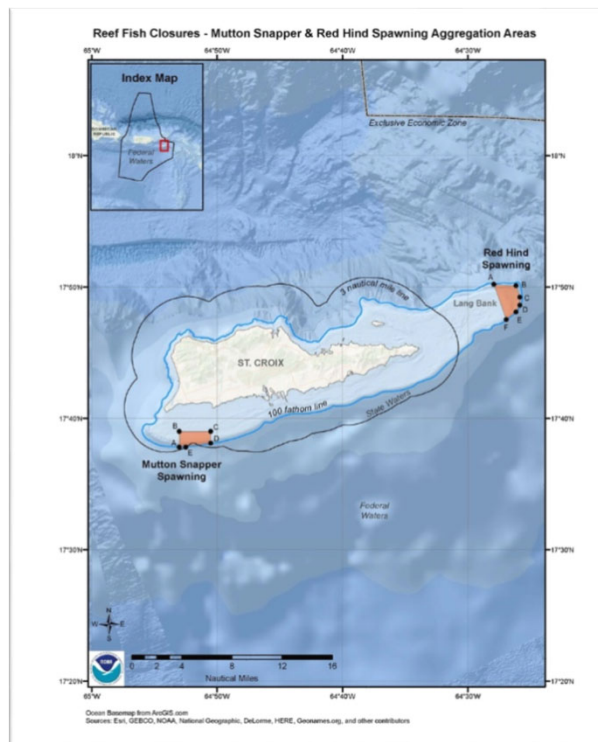 Reef Fish Closures - Mutton Snapper & Red Hind Spawning Aggregation Areas
65°W 64°50'W 64°40'W 64°30'W
Index Map
Federal
Waters
Exclusive Economic Zone
18°N 18°N
Red Hind
Spawning
A
B
C
D
E
F
17°50'N 17°50'N
3 nautical mile line
Lang Bank
ST. CROIX
100 fathom line
State Waters
17°40'N 17°40'N
B C
A E D
Mutton Snapper
Spawning
Federal
Waters
17°30'N 17°30'N
N
W E
S
0 2 4 8 12 16
Nautical Miles
17°20'N 17°20'N
65°W 64°50'W 64°40'W 64°30'W
Ocean Basemap from ArcGIS.com
Sources: Esri, GEBCO, NOAA, National Geographic, DeLorme, HERE, Geonames.org, and other contributors